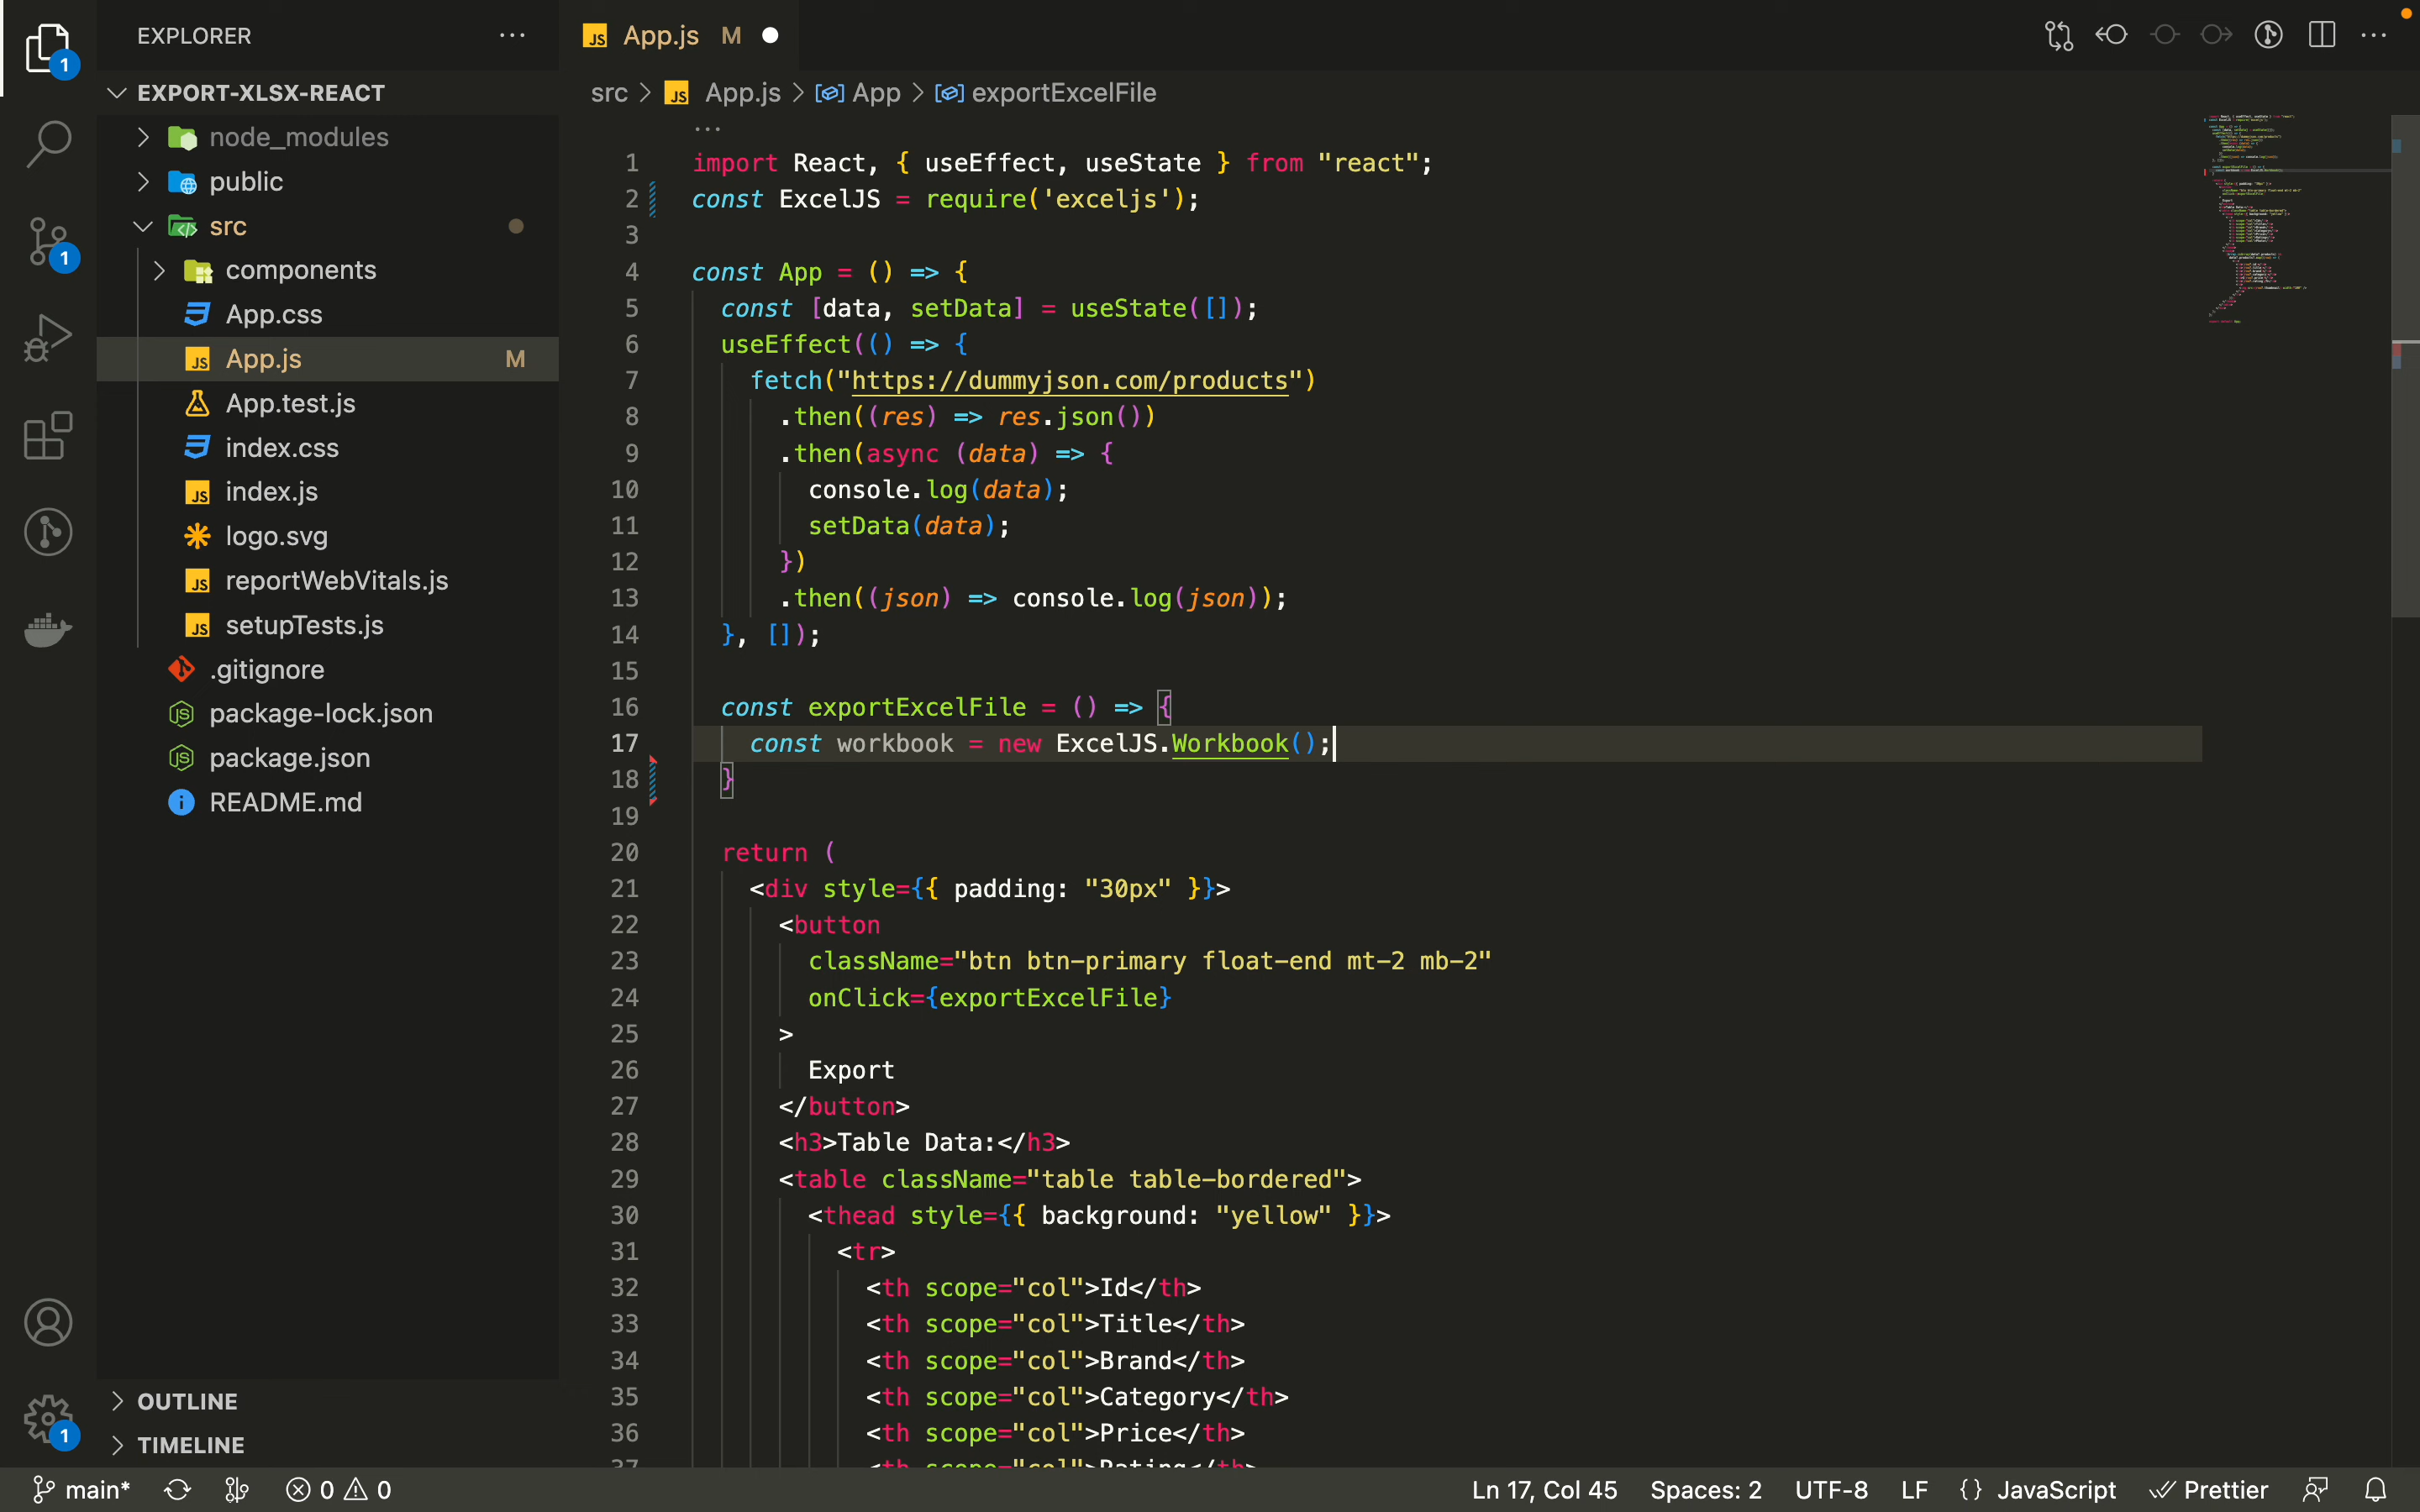 EXPLORER
App.js M
EXPORT-XLSX-REACT
src > App.js > App > exportExcelFile
node_modules
public
src
components
App.css
App.js M
App.test.js
index.css
index.js
logo.svg
reportWebVitals.js
setupTests.js
.gitignore
package-lock.json
package.json
README.md
OUTLINE
TIMELINE
1
1
1
1 import React, { useEffect, useState } from "react";
2 const ExcelJS = require('exceljs');
3
4 const App = () => {
5 const [data, setData] = useState([]);
6 useEffect(() => {
7 fetch("https://dummyjson.com/products")
8 .then((res) => res.json())
9 .then(async (data) => {
10 console.log(data);
11 setData(data);
12 })
13 .then((json) => console.log(json));
14 }, []);
15
16 const exportExcelFile = () => {
17 const workbook = new ExcelJS.Workbook();
18 }
19
20 return (
21 <div style={{ padding: "30px" }}>
22 <button
23 className="btn btn-primary float-end mt-2 mb-2"
24 onClick={exportExcelFile}
25 >
26 Export
27 </button>
28 <h3>Table Data:</h3>
29 <table className="table table-bordered">
30 <thead style={{ background: "yellow" }}>
31 <tr>
32 <th scope="col">Id</th>
33 <th scope="col">Title</th>
34 <th scope="col">Brand</th>
35 <th scope="col">Category</th>
36 <th scope="col">Price</th>
37 <th scope="col">Rating</th>
main* 0 0 Ln 17, Col 45 Spaces: 2 UTF-8 LF {} JavaScript Prettier